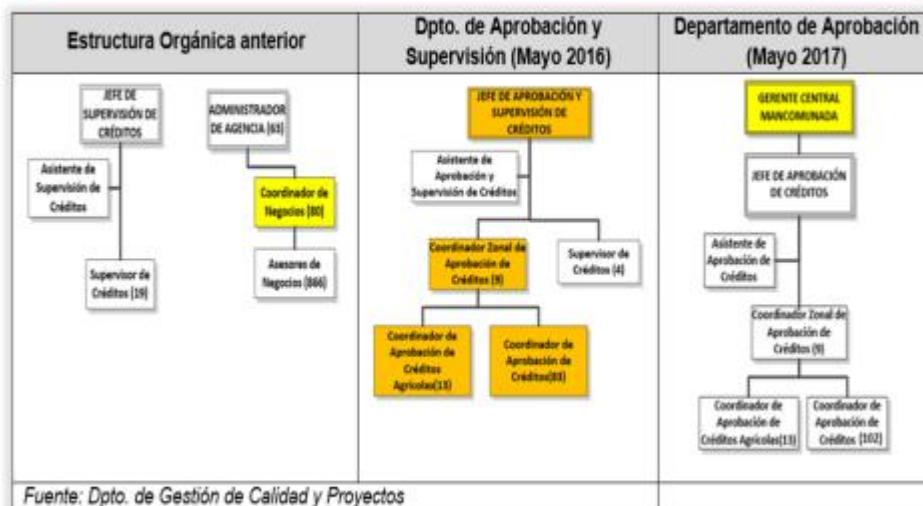 Estructura Orgánica anterior
Dpto. de Aprobación y
Supervisión (Mayo 2016)
Departamento de Aprobación
(Mayo 2017)
JEFE DE
SUPERVISIÓN DE
CRÉDITOS
ADMINISTRADOR
DE AGENCIA (63)
Asistente de
Supervisión de
Créditos
Coordinador de
Negocios (80)
Supervisor de
Créditos (19)
Asesores de
Negocios (866)
JEFE DE APROBACIÓN Y
SUPERVISIÓN DE
CRÉDITOS
Asistente de
Aprobación y
Supervisión de Créditos
Coordinador Zonal de
Aprobación de
Créditos (9)
Supervisor de
Créditos (4)
Coordinador de
Aprobación de
Créditos
Agrícolas(13)
Coordinador de
Aprobación de
Créditos(83)
GERENTE CENTRAL
MANCOMUNADA
JEFE DE APROBACIÓN
DE CRÉDITOS
Asistente de
Aprobación de
Créditos
Coordinador Zonal de
Aprobación de
Créditos (9)
Coordinador de
Aprobación de
Créditos Agrícolas(13)
Coordinador de
Aprobación de
Créditos (102)
Fuente: Dpto. de Gestión de Calidad y Proyectos